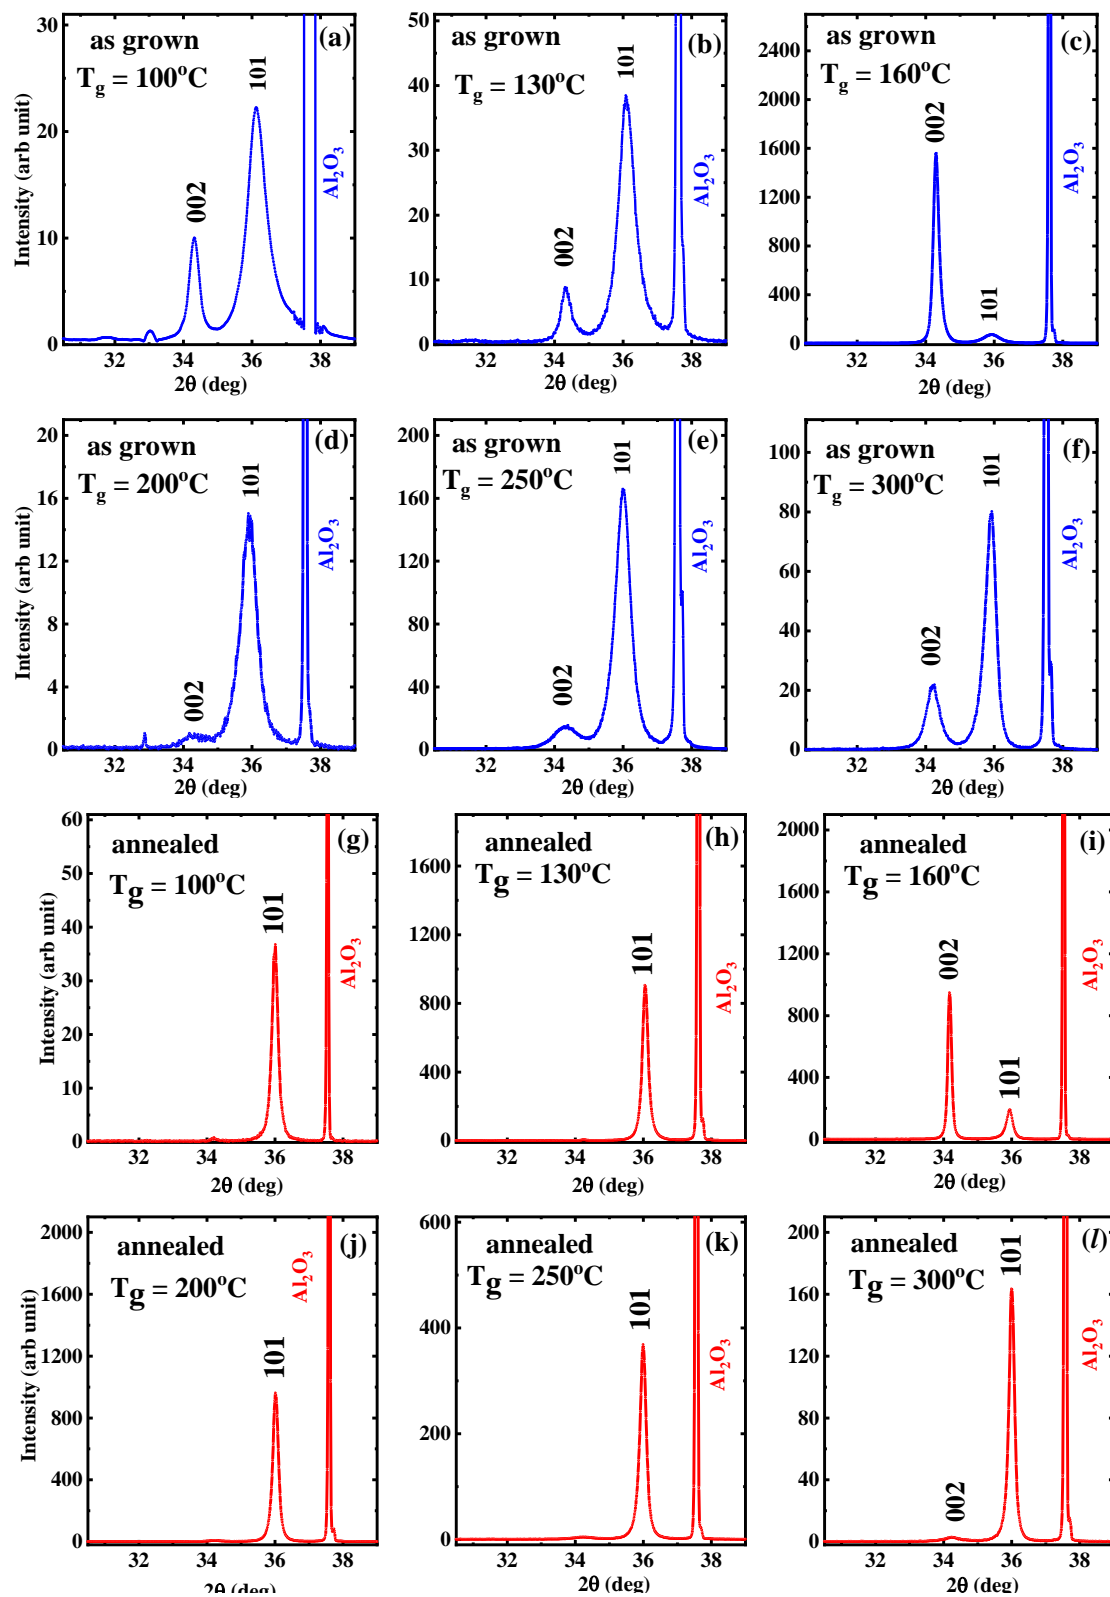 (a) as grown
T_g = 100°C
101
002
Al₂O₃
30
20
10
0
32 34 36 38
2θ (deg)
Intensity (arb unit)
(b) as grown
T_g = 130°C
101
002
Al₂O₃
50
40
30
20
10
0
32 34 36 38
2θ (deg)
(c) as grown
T_g = 160°C
002
101
Al₂O₃
2400
2000
1600
1200
800
400
0
32 34 36 38
2θ (deg)
(d) as grown
T_g = 200°C
101
002
Al₂O₃
20
16
12
8
4
0
32 34 36 38
2θ (deg)
Intensity (arb unit)
(e) as grown
T_g = 250°C
101
002
Al₂O₃
200
160
120
80
40
0
32 34 36 38
2θ (deg)
(f) as grown
T_g = 300°C
101
002
Al₂O₃
100
80
60
40
20
0
32 34 36 38
2θ (deg)
(g) annealed
Tg = 100°C
101
Al₂O₃
60
50
40
30
20
10
0
32 34 36 38
2θ (deg)
Intensity (arb unit)
(h) annealed
Tg = 130°C
101
Al₂O₃
1600
1200
800
400
0
32 34 36 38
2θ (deg)
(i) annealed
Tg = 160°C
002
101
Al₂O₃
2000
1600
1200
800
400
0
32 34 36 38
2θ (deg)
(j) annealed
Tg = 200°C
101
Al₂O₃
2000
1600
1200
800
400
0
32 34 36 38
2θ (deg)
Intensity (arb unit)
(k) annealed
Tg = 250°C
101
Al₂O₃
600
400
200
0
32 34 36 38
2θ (deg)
(l) annealed
Tg = 300°C
101
002
Al₂O₃
200
160
120
80
40
0
32 34 36 38
2θ (deg)